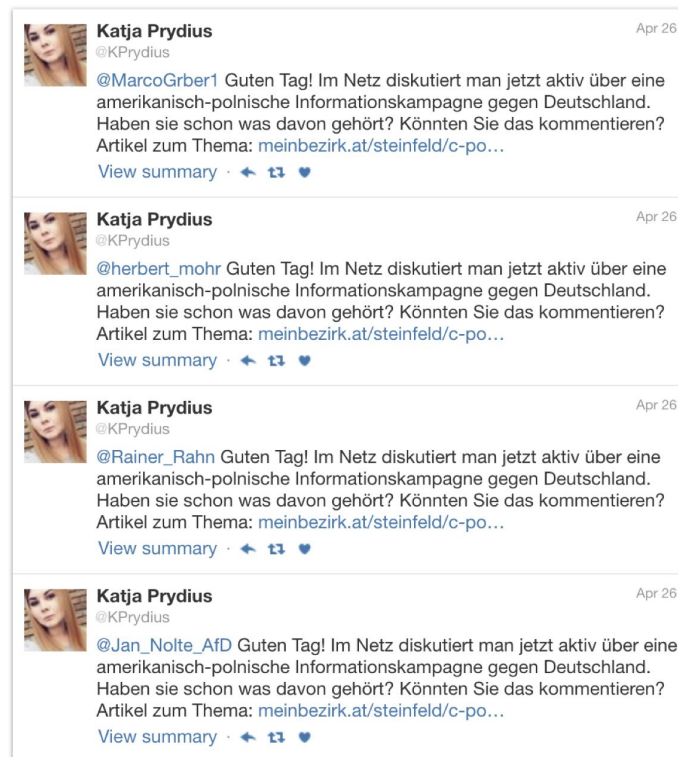 Katja Prydius Apr 26
@KPrydius
@MarcoGrber1 Guten Tag! Im Netz diskutiert man jetzt aktiv über eine
amerikanisch-polnische Informationskampagne gegen Deutschland.
Haben sie schon was davon gehört? Könnten Sie das kommentieren?
Artikel zum Thema: meinbezirk.at/steinfeld/c-po…
View summary ·
Katja Prydius Apr 26
@KPrydius
@herbert_mohr Guten Tag! Im Netz diskutiert man jetzt aktiv über eine
amerikanisch-polnische Informationskampagne gegen Deutschland.
Haben sie schon was davon gehört? Könnten Sie das kommentieren?
Artikel zum Thema: meinbezirk.at/steinfeld/c-po…
View summary ·
Katja Prydius Apr 26
@KPrydius
@Rainer_Rahn Guten Tag! Im Netz diskutiert man jetzt aktiv über eine
amerikanisch-polnische Informationskampagne gegen Deutschland.
Haben sie schon was davon gehört? Könnten Sie das kommentieren?
Artikel zum Thema: meinbezirk.at/steinfeld/c-po…
View summary ·
Katja Prydius Apr 26
@KPrydius
@Jan_Nolte_AfD Guten Tag! Im Netz diskutiert man jetzt aktiv über eine
amerikanisch-polnische Informationskampagne gegen Deutschland.
Haben sie schon was davon gehört? Könnten Sie das kommentieren?
Artikel zum Thema: meinbezirk.at/steinfeld/c-po…
View summary ·